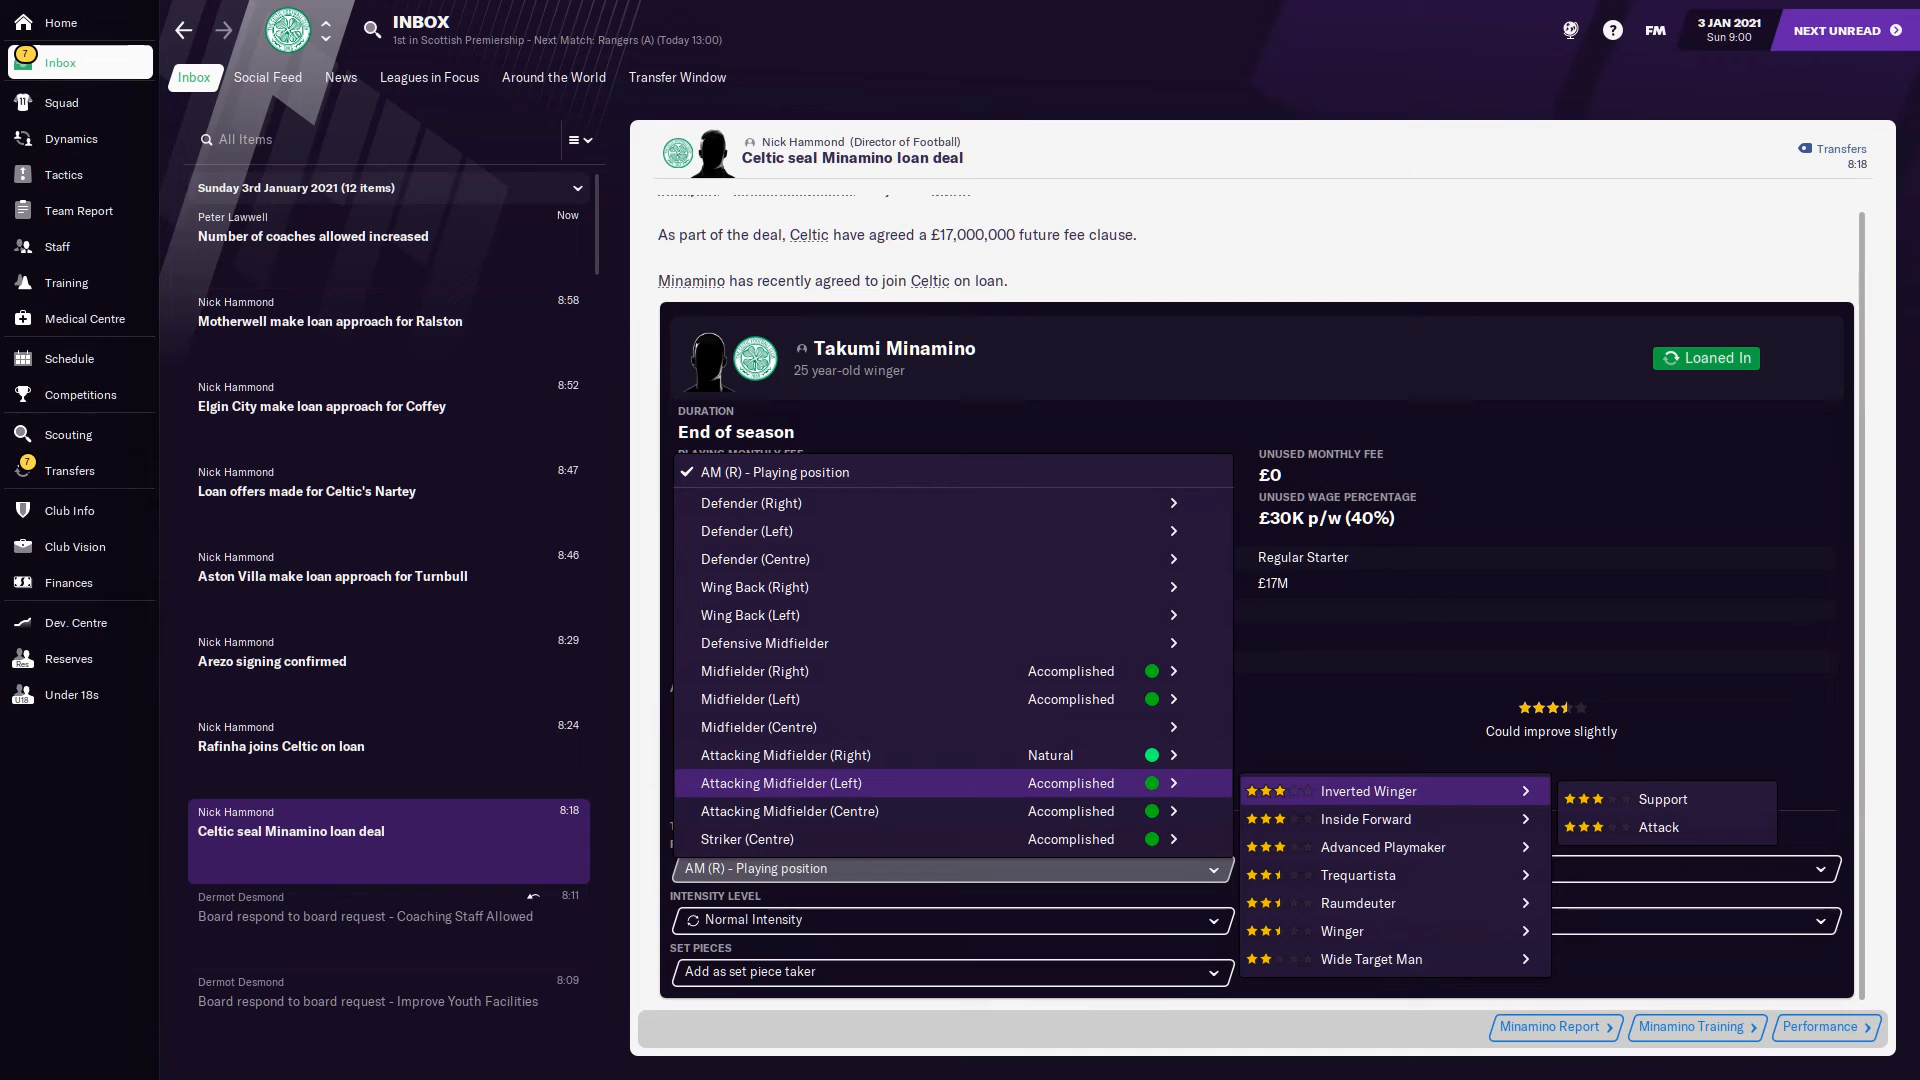 Home
7
Inbox
Squad
Dynamics
Tactics
Team Report
Staff
Training
Medical Centre
Schedule
Competitions
Scouting
7
Transfers
Club Info
Club Vision
Finances
Dev. Centre
Res
Reserves
U18
Under 18s
INBOX
1st in Scottish Premiership - Next Match: Rangers (A) (Today 13:00)
FM
3 JAN 2021
Sun 9:00
NEXT UNREAD
Inbox
Social Feed
News
Leagues in Focus
Around the World
Transfer Window
All Items
Sunday 3rd January 2021 (12 items)
Peter Lawwell
Now
Number of coaches allowed increased
Nick Hammond
8:58
Motherwell make loan approach for Ralston
Nick Hammond
8:52
Elgin City make loan approach for Coffey
Nick Hammond
8:47
Loan offers made for Celtic's Nartey
Nick Hammond
8:46
Aston Villa make loan approach for Turnbull
Nick Hammond
8:29
Arezo signing confirmed
Nick Hammond
8:24
Rafinha joins Celtic on loan
Nick Hammond
8:18
Celtic seal Minamino loan deal
Dermot Desmond
8:11
Board respond to board request - Coaching Staff Allowed
Dermot Desmond
8:09
Board respond to board request - Improve Youth Facilities
Nick Hammond (Director of Football)
Celtic seal Minamino loan deal
Transfers
8:18
As part of the deal, Celtic have agreed a £17,000,000 future fee clause.
Minamino has recently agreed to join Celtic on loan.
Takumi Minamino
25 year-old winger
Loaned In
DURATION
End of season
PLAYING MONTHLY FEE
UNUSED MONTHLY FEE
£0
UNUSED WAGE PERCENTAGE
£30K p/w (40%)
Regular Starter
£17M
Could improve slightly
AM (R) - Playing position
Defender (Right)
Defender (Left)
Defender (Centre)
Wing Back (Right)
Wing Back (Left)
Defensive Midfielder
Midfielder (Right) Accomplished
Midfielder (Left) Accomplished
Midfielder (Centre)
Attacking Midfielder (Right) Natural
Attacking Midfielder (Left) Accomplished
Attacking Midfielder (Centre) Accomplished
Striker (Centre) Accomplished
Inverted Winger
Inside Forward
Advanced Playmaker
Trequartista
Raumdeuter
Winger
Wide Target Man
Support
Attack
AM (R) - Playing position
INTENSITY LEVEL
Normal Intensity
SET PIECES
Add as set piece taker
Minamino Report
Minamino Training
Performance